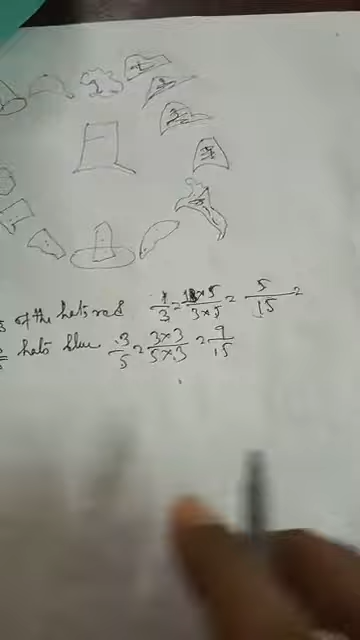 of the hats red 1/3 = 1×5/3×5 = 5/15 =
hats blue 3/5 = 3×3/5×3 = 9/15